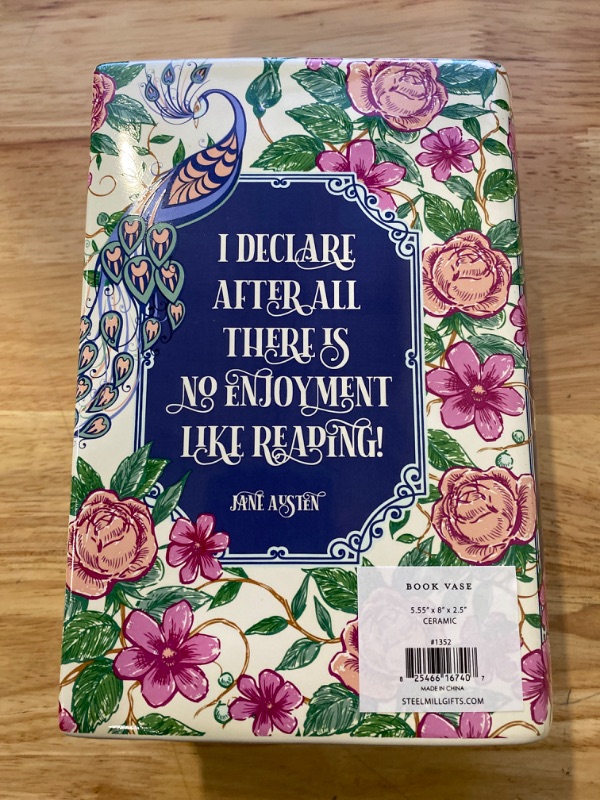 I DECLARE
AFTER ALL
THERE IS
NO ENJOYMENT
LIKE READING!
JANE AUSTEN
BOOK VASE
5.55" x 8" x 2.5"
CERAMIC
#1352
8 25466 16740 7
MADE IN CHINA
STEELMILLGIFTS.COM